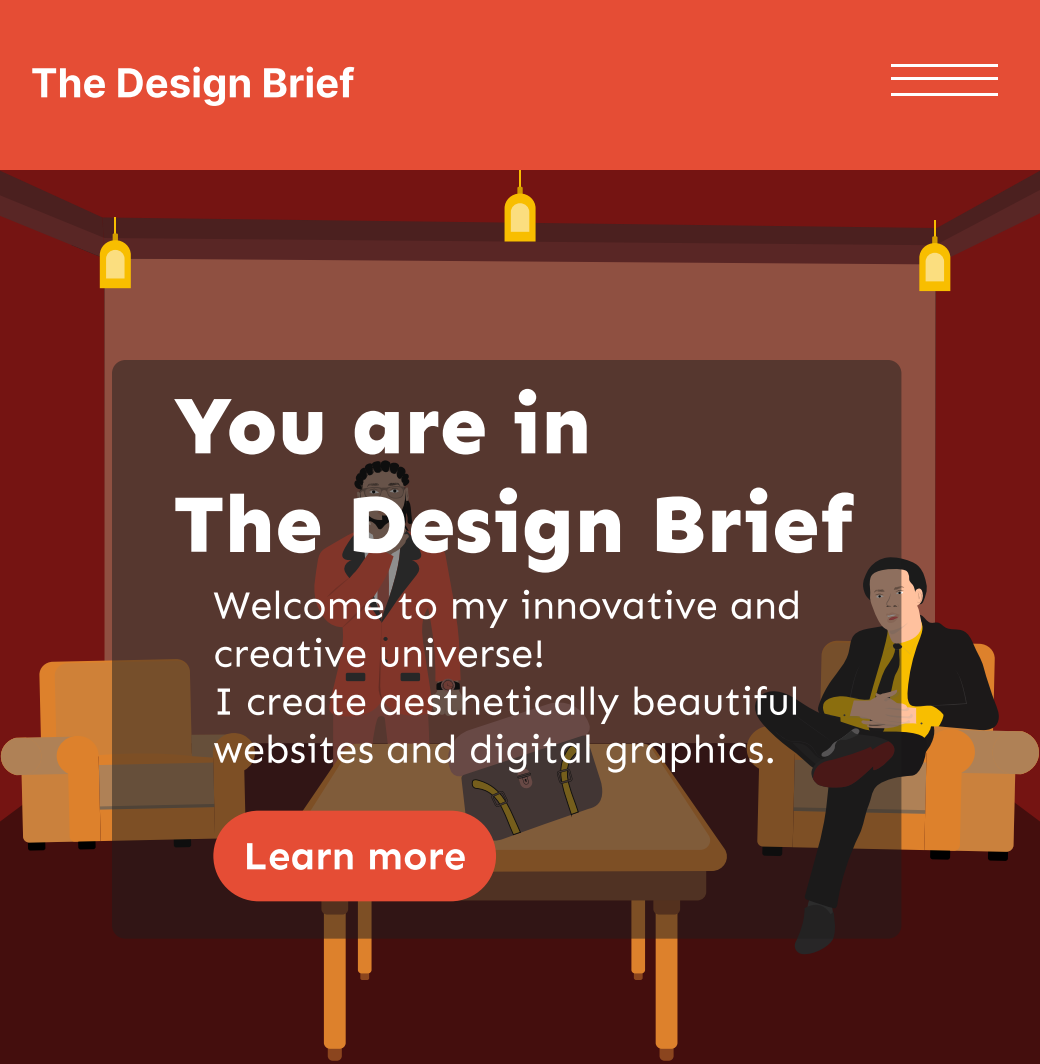 The Design Brief
You are in
The Design Brief
Welcome to my innovative and
creative universe!
I create aesthetically beautiful
websites and digital graphics.
Learn more